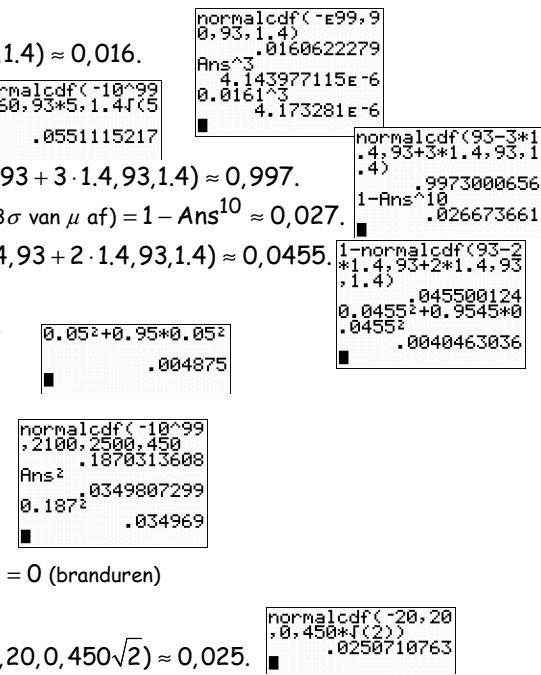 normalcdf(-ᴇ99,9
0,93,1.4)
.0160622279
Ans^3
4.143977115ᴇ-6
0.0161^3
4.173281ᴇ-6
1.4) ≈ 0,016.
malcdf(-10^99
60,93*5,1.4√(5
.0551115217
normalcdf(93-3*1
.4,93+3*1.4,93,1
.4)
.9973000656
1-Ans^10
.026673661
93 + 3 · 1.4, 93,1.4) ≈ 0,997.
σ van μ af) = 1 − Ans^10 ≈ 0,027.
4,93 + 2 · 1.4, 93,1.4) ≈ 0,0455.
1-normalcdf(93-2
*1.4,93+2*1.4,93
,1.4)
.045500124
0.0455²+0.9545*0
.0455²
.0040463036
0.05²+0.95*0.05²
.004875
normalcdf(-10^99
,2100,2500,450
.1870313608
Ans²
.0349807299
0.187²
.034969
= 0 (branduren)
normalcdf(-20,20
,0,450*√(2))
.0250710763
,20,0, 450√2) ≈ 0,025.